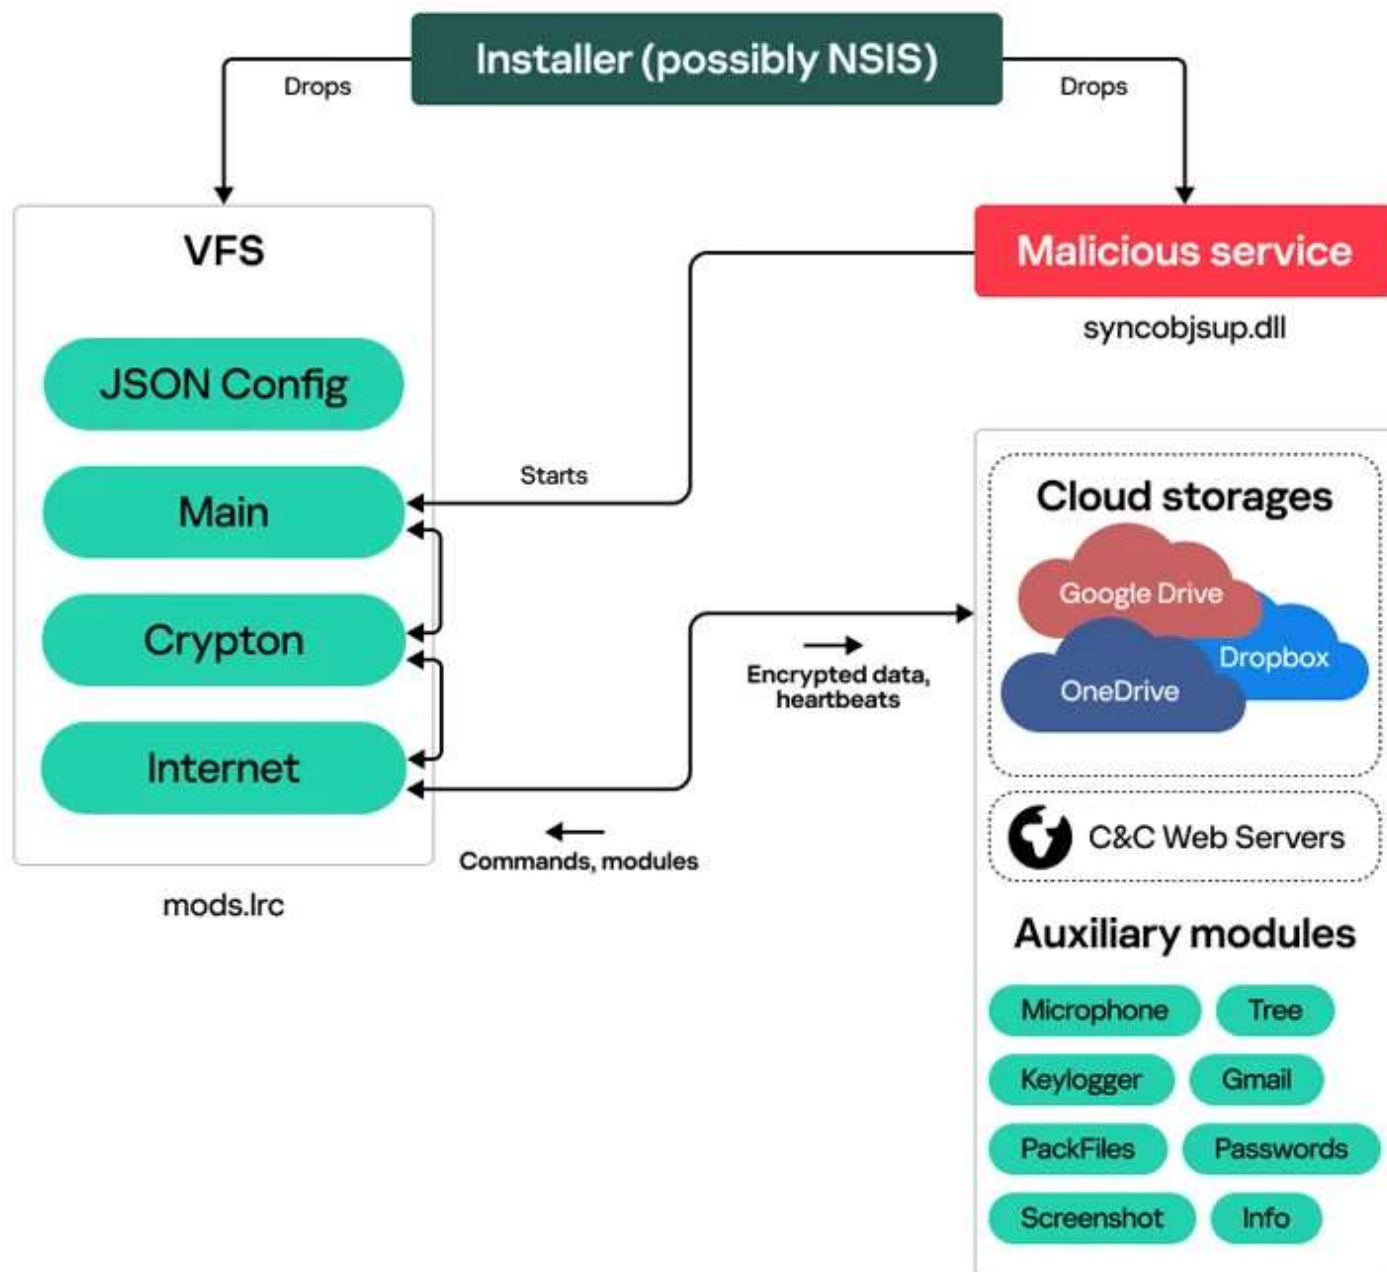 Installer (possibly NSIS)
Drops
Drops
VFS
Malicious service
syncobjsup.dll
JSON Config
Main
Crypton
Internet
mods.lrc
Starts
Encrypted data,
heartbeats
Commands, modules
Cloud storages
Google Drive
Dropbox
OneDrive
C&C Web Servers
Auxiliary modules
Microphone
Tree
Keylogger
Gmail
PackFiles
Passwords
Screenshot
Info